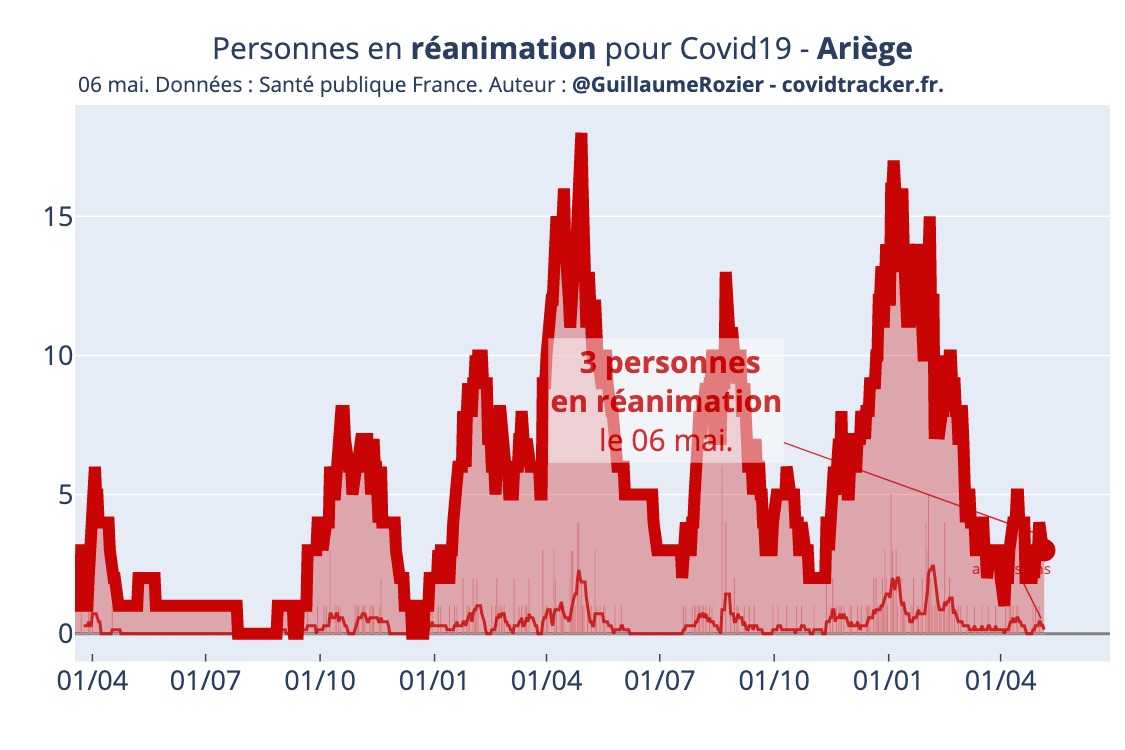 Personnes en réanimation pour Covid19 - Ariège
06 mai. Données : Santé publique France. Auteur : @GuillaumeRozier - covidtracker.fr.
15
10
5
0
3 personnes
en réanimation
le 06 mai.
01/04
01/07
01/10
01/01
01/04
01/07
01/10
01/01
01/04